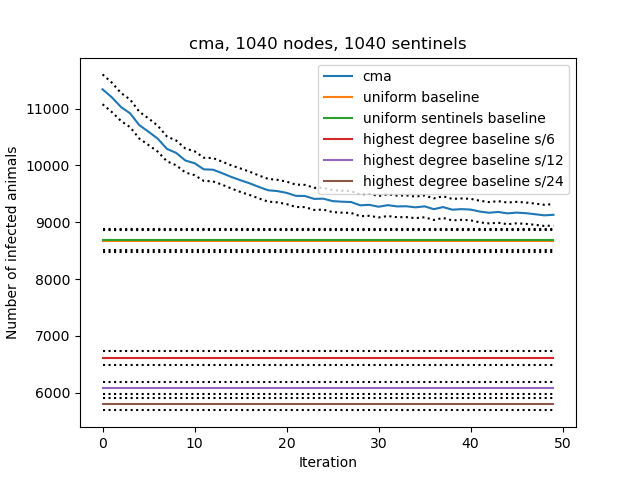 cma, 1040 nodes, 1040 sentinels
cma
uniform baseline
uniform sentinels baseline
highest degree baseline s/6
highest degree baseline s/12
highest degree baseline s/24
Number of infected animals
11000
10000
9000
8000
7000
6000
0 10 20 30 40 50
Iteration